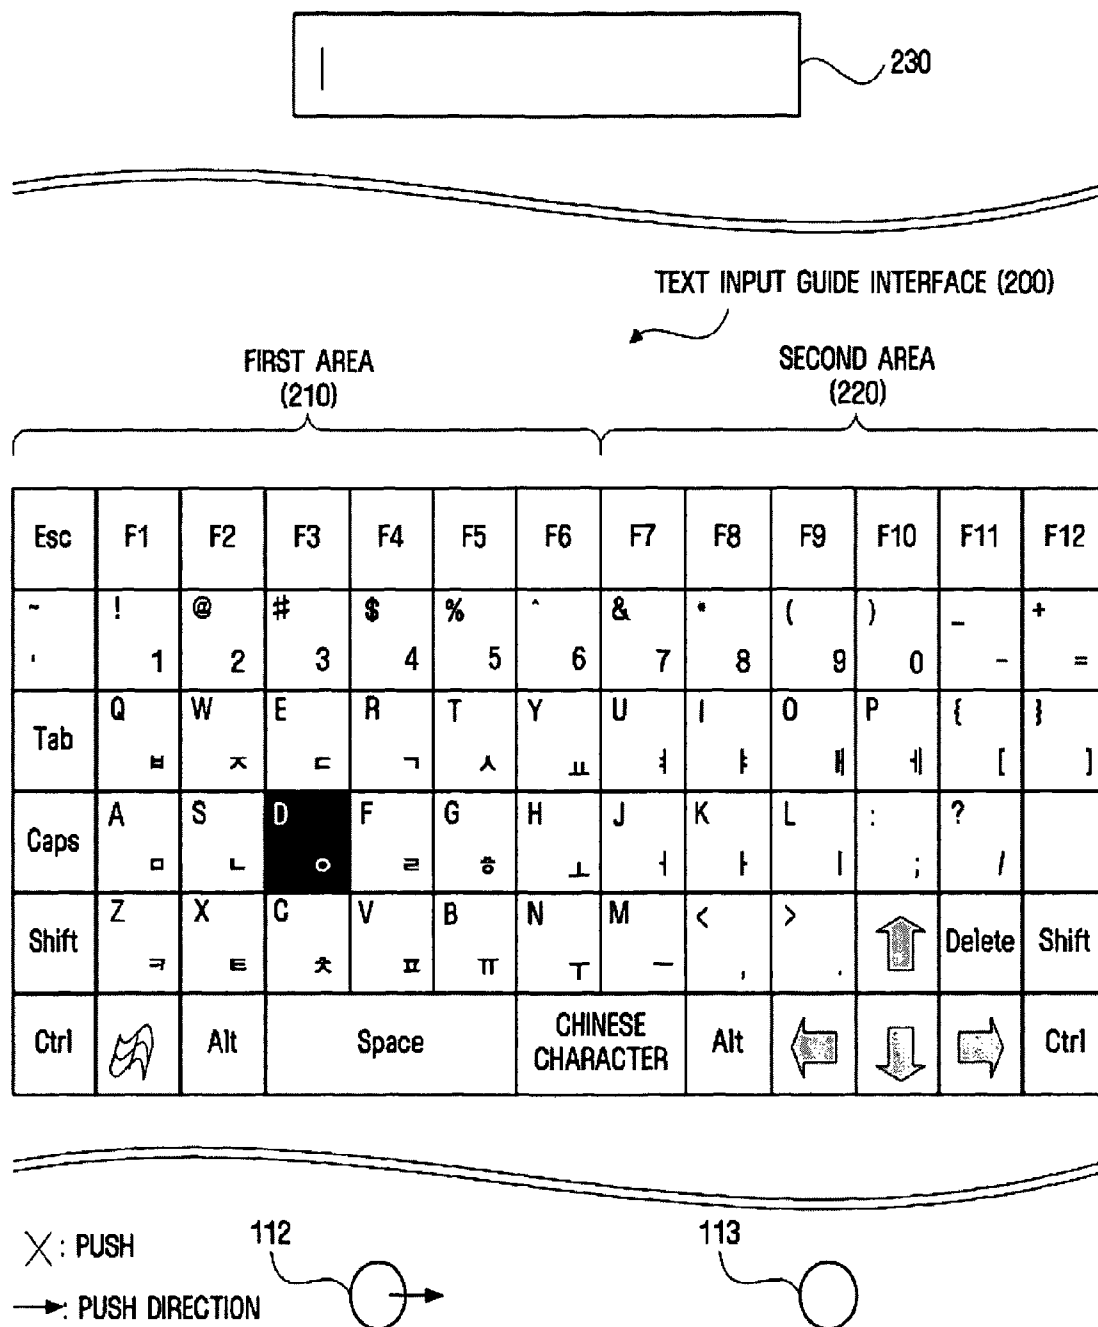 230
TEXT INPUT GUIDE INTERFACE (200)
FIRST AREA
(210)
SECOND AREA
(220)
Esc F1 F2 F3 F4 F5 F6 F7 F8 F9 F10 F11 F12
~ ! @ # $ % ^ & * ( ) _ +
' 1 2 3 4 5 6 7 8 9 0 - =
Tab Q W E R T Y U I O P { }
ㅂ ㅈ ㄷ ㄱ ㅅ ㅛ ㅕ ㅑ ㅐ ㅔ [ ]
Caps A S D F G H J K L : ?
ㅁ ㄴ ㅇ ㄹ ㅎ ㅗ ㅓ ㅏ ㅣ ; /
Shift Z X C V B N M < > Delete Shift
ㅋ ㅌ ㅊ ㅍ ㅠ ㅜ ㅡ , .
Ctrl Alt Space CHINESE CHARACTER Alt Ctrl
X: PUSH
→: PUSH DIRECTION
112
113